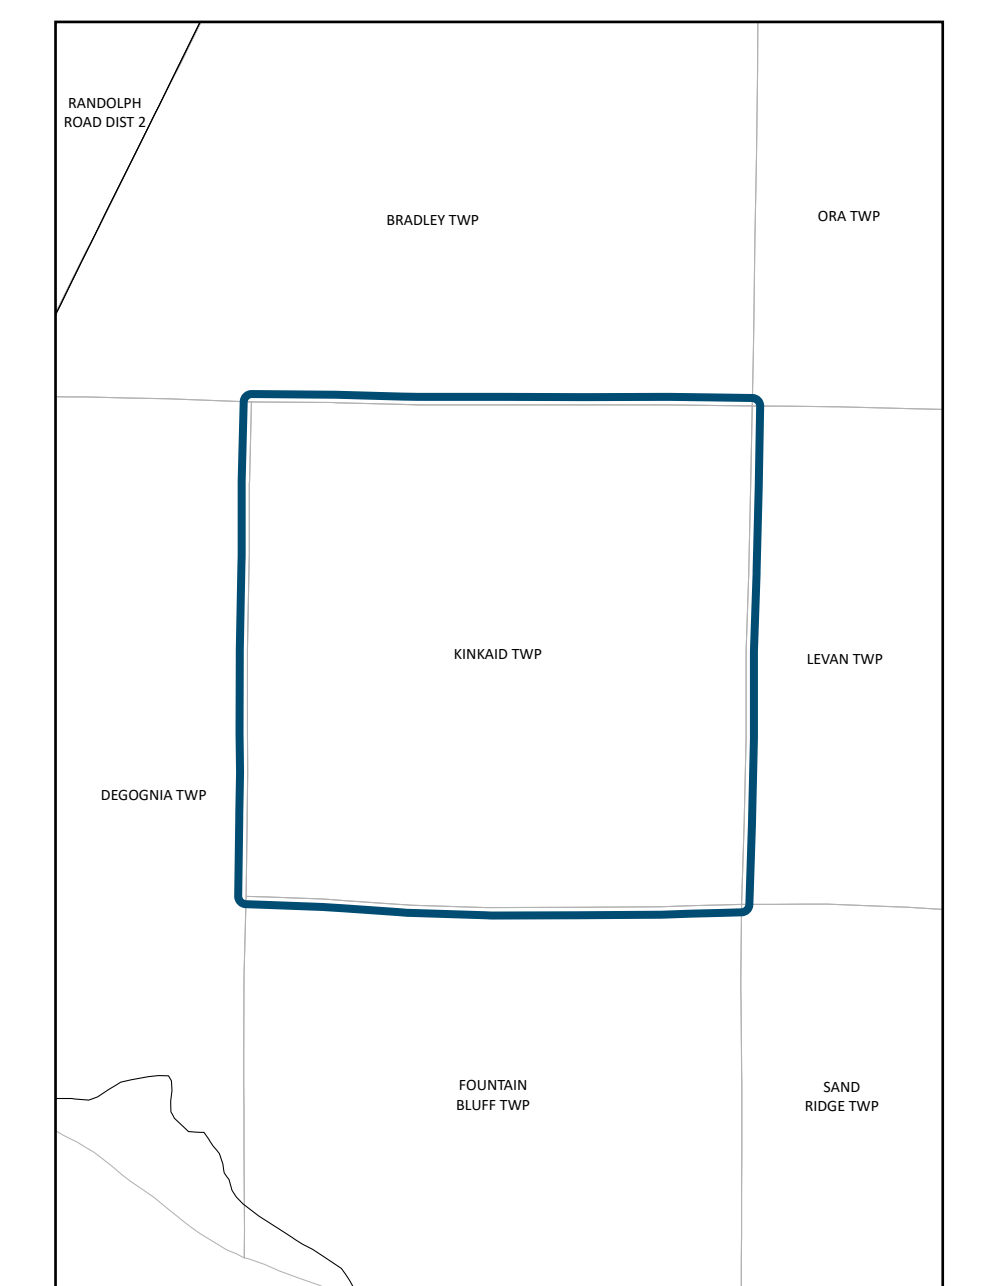 RANDOLPH
ROAD DIST 2
BRADLEY TWP
ORA TWP
KINKAID TWP
LEVAN TWP
DEGOGNIA TWP
FOUNTAIN
BLUFF TWP
SAND
RIDGE TWP